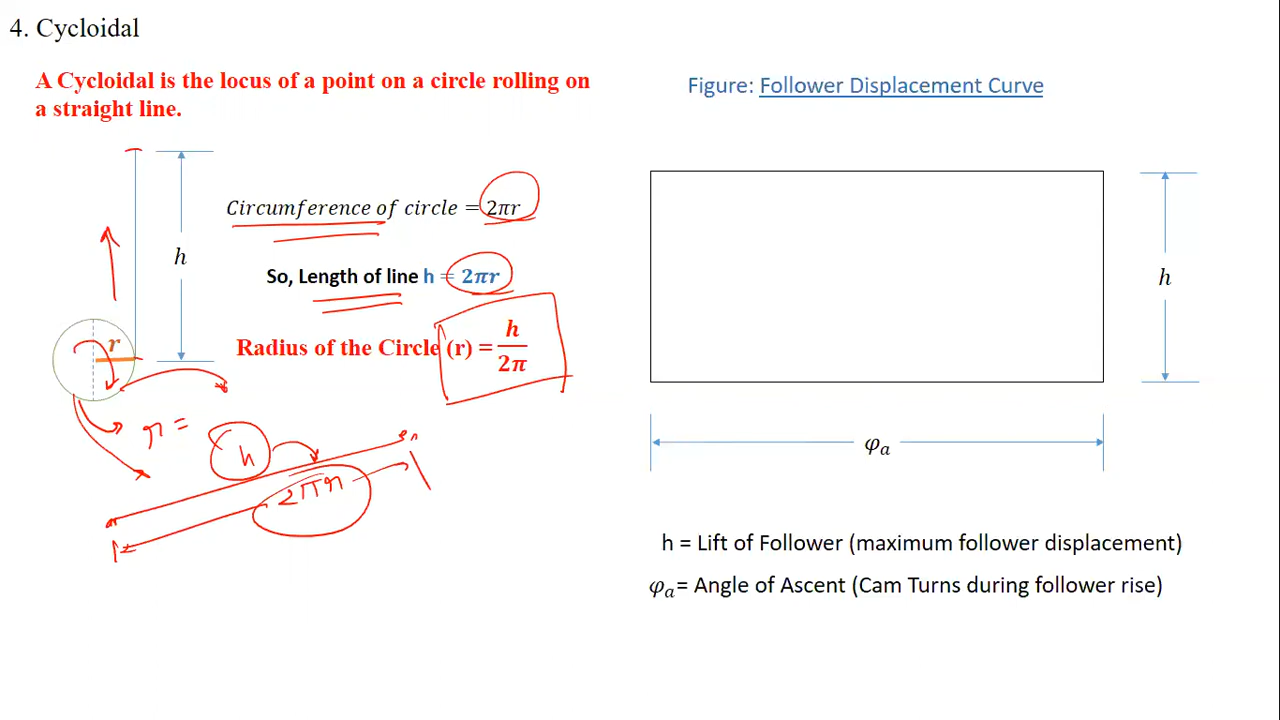 4. Cycloidal
A Cycloidal is the locus of a point on a circle rolling on
a straight line.
Figure: Follower Displacement Curve
Circumference of circle = 2πr
h
So, Length of line h = 2πr
h
r
Radius of the Circle (r) = h/2π
r =
h
2πr
φa
h = Lift of Follower (maximum follower displacement)
φa = Angle of Ascent (Cam Turns during follower rise)